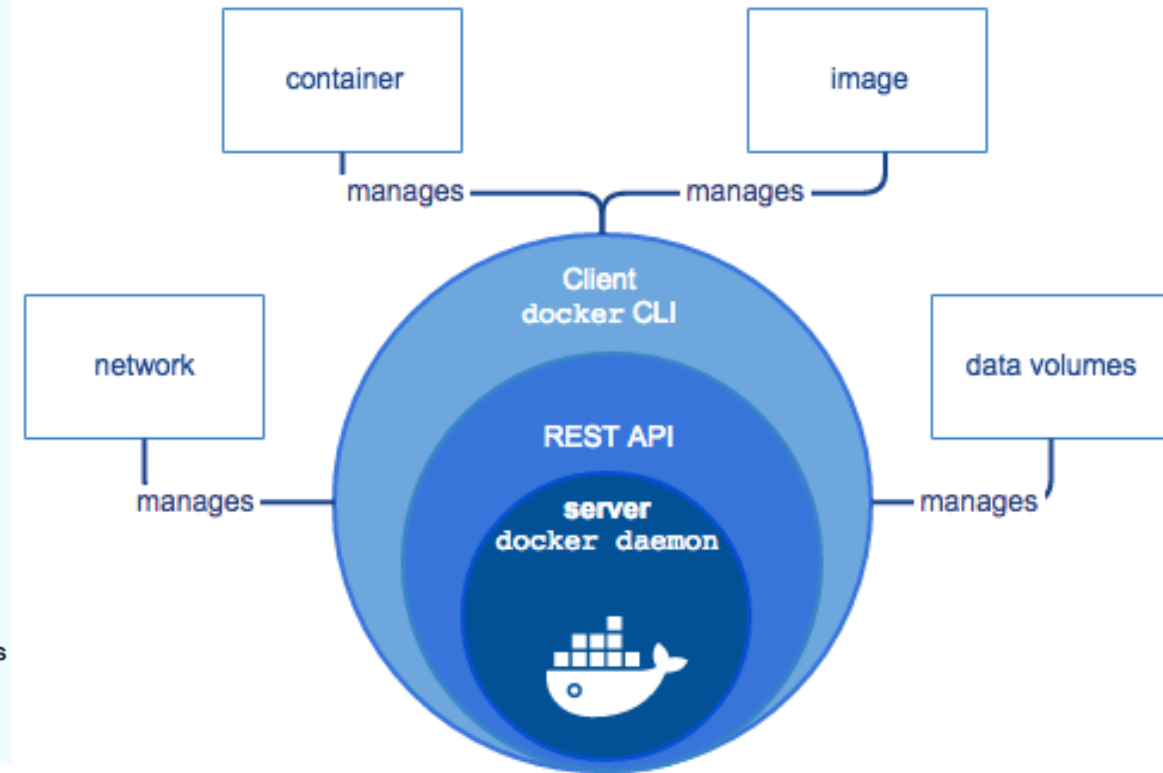 container
image
manages
manages
Client
docker CLI
network
data volumes
REST API
manages
manages
server
docker daemon
s